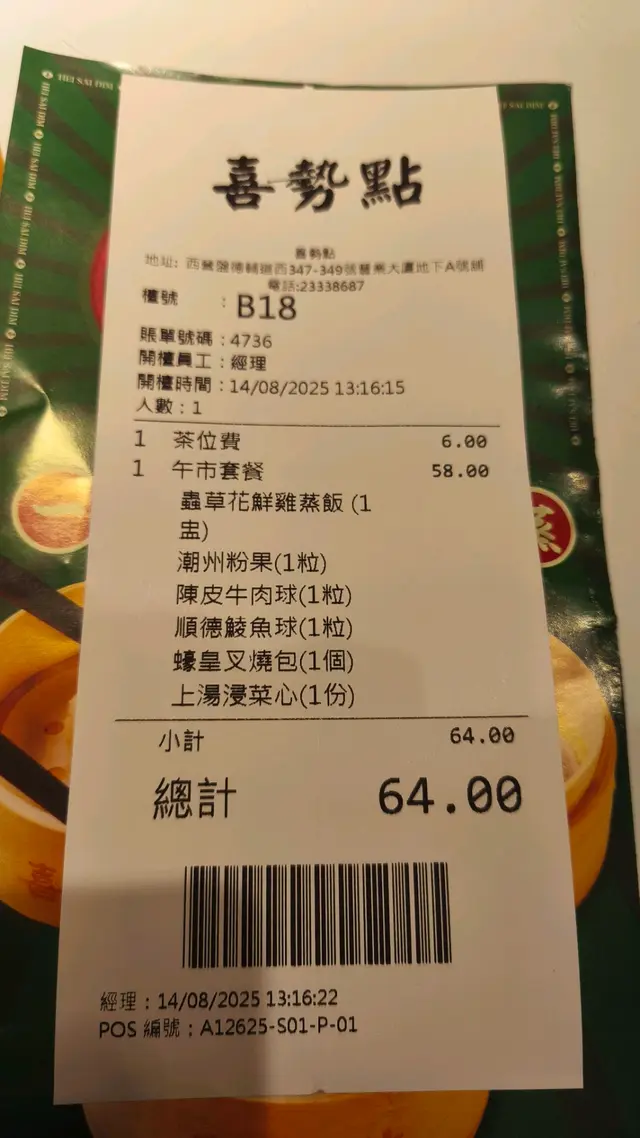 喜勢點
喜勢點
地址: 西營盤德輔道西347-349號豐業大廈地下A號舖
電話:23338687
檯號 : B18
賬單號碼 : 4736
開檯員工 : 經理
開檯時間 : 14/08/2025 13:16:15
人數 : 1
1 茶位費 6.00
1 午市套餐 58.00
蟲草花鮮雞蒸飯 (1
盅)
潮州粉果(1粒)
陳皮牛肉球(1粒)
順德鯪魚球(1粒)
蠔皇叉燒包(1個)
上湯浸菜心(1份)
小計 64.00
總計 64.00
經理 : 14/08/2025 13:16:22
POS 編號 : A12625-S01-P-01
HEI SAI DIM